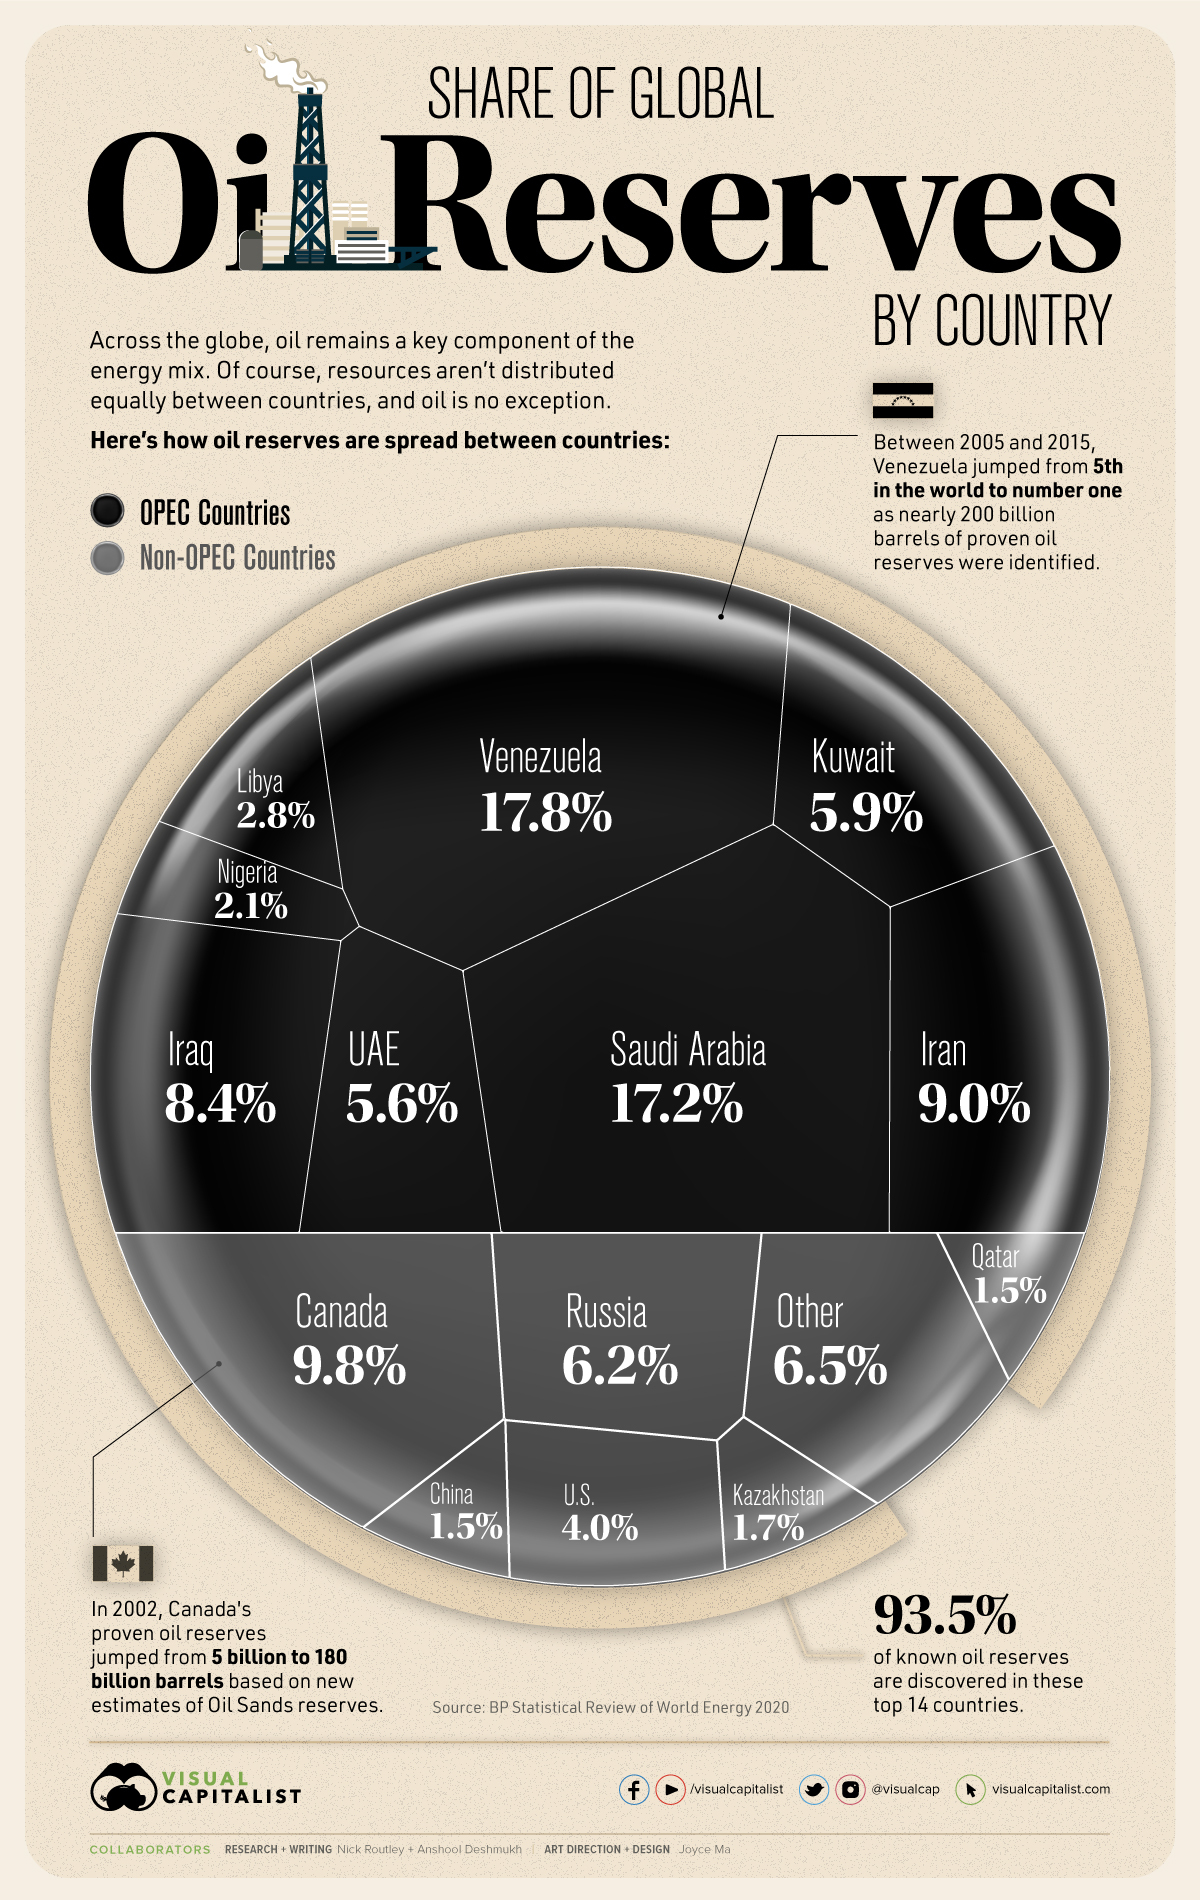 SHARE OF GLOBAL
Oil Reserves
BY COUNTRY
Across the globe, oil remains a key component of the
energy mix. Of course, resources aren't distributed
equally between countries, and oil is no exception.
Here's how oil reserves are spread between countries:
OPEC Countries
Non-OPEC Countries
Between 2005 and 2015,
Venezuela jumped from 5th
in the world to number one
as nearly 200 billion
barrels of proven oil
reserves were identified.
Venezuela
17.8%
Kuwait
5.9%
Libya
2.8%
Nigeria
2.1%
Iraq
8.4%
UAE
5.6%
Saudi Arabia
17.2%
Iran
9.0%
Canada
9.8%
Russia
6.2%
Other
6.5%
Qatar
1.5%
China
1.5%
U.S.
4.0%
Kazakhstan
1.7%
In 2002, Canada's
proven oil reserves
jumped from 5 billion to 180
billion barrels based on new
estimates of Oil Sands reserves.
Source: BP Statistical Review of World Energy 2020
93.5%
of known oil reserves
are discovered in these
top 14 countries.
VISUAL
CAPITALIST
/visualcapitalist
@visualcap
visualcapitalist.com
COLLABORATORS RESEARCH + WRITING Nick Routley + Anshool Deshmukh | ART DIRECTION + DESIGN Joyce Ma